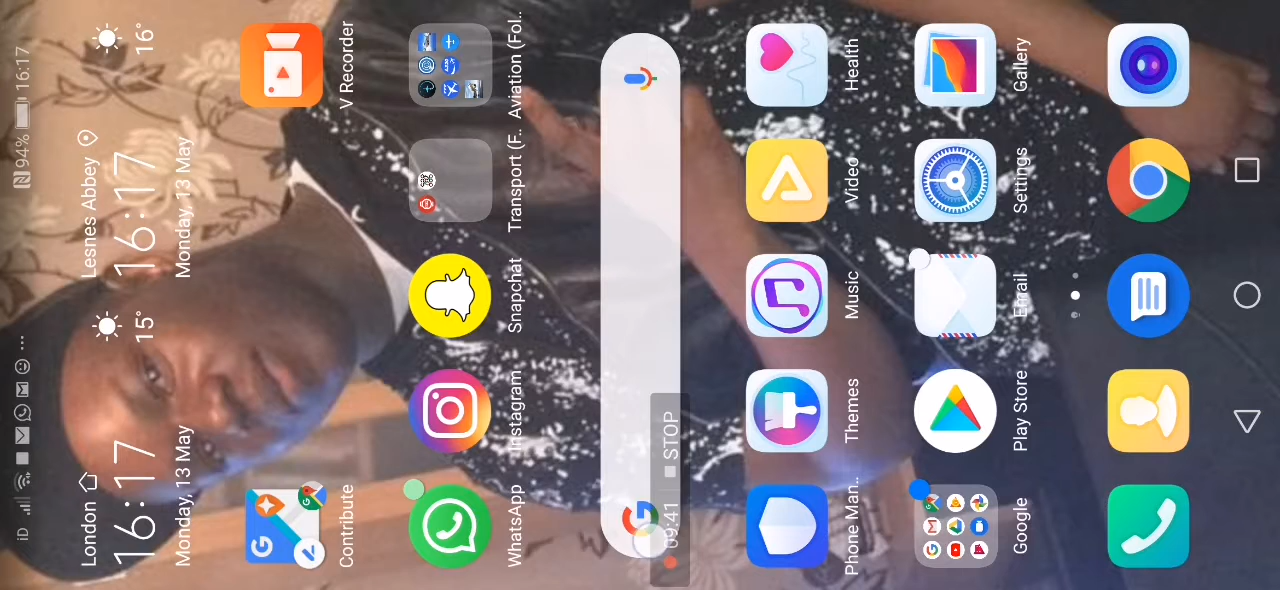 iD 94% 16:17
London Lesnes Abbey
16:17 15° 16:17 16°
Monday, 13 May Monday, 13 May
Contribute V Recorder
WhatsApp Instagram Snapchat Transport (F.. Aviation (Fol..
09:41 STOP
Phone Man.. Themes Music Video Health
Google Play Store Email Settings Gallery